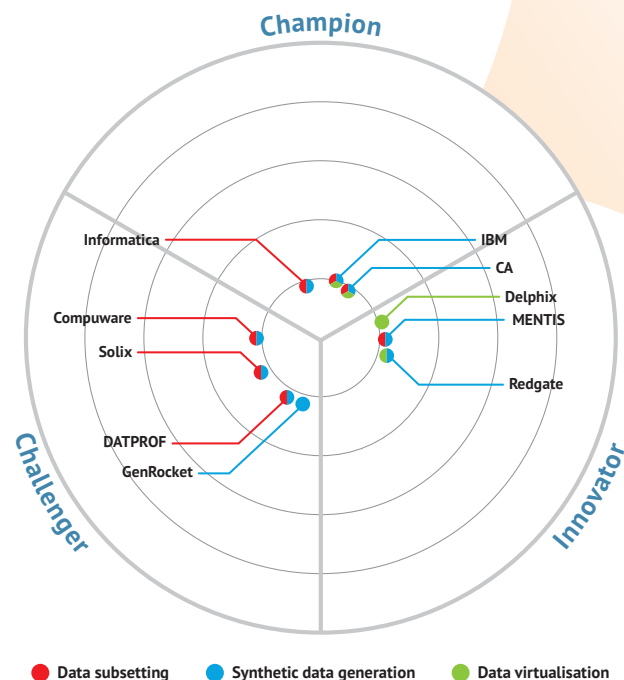 Champion
Informatica
IBM
CA
Delphix
Compuware
MENTIS
Solix
Redgate
DATPROF
GenRocket
Challenger
Innovator
Data subsetting
Synthetic data generation
Data virtualisation